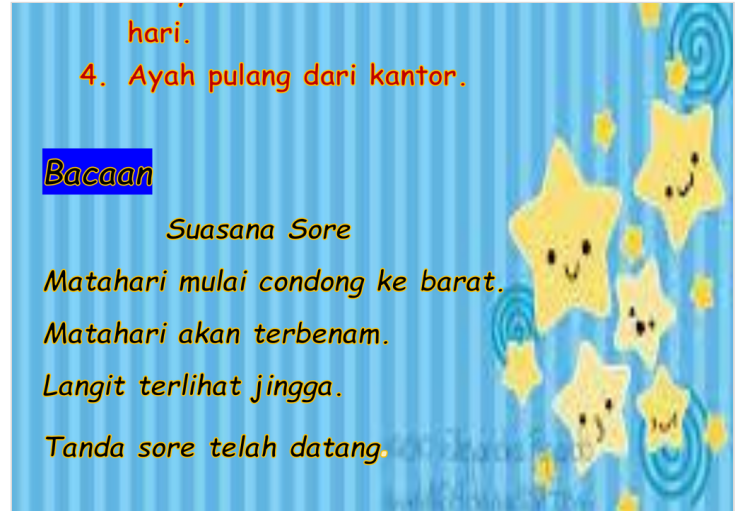 hari.
4. Ayah pulang dari kantor.
Bacaan
Suasana Sore
Matahari mulai condong ke barat.
Matahari akan terbenam.
Langit terlihat jingga.
Tanda sore telah datang.